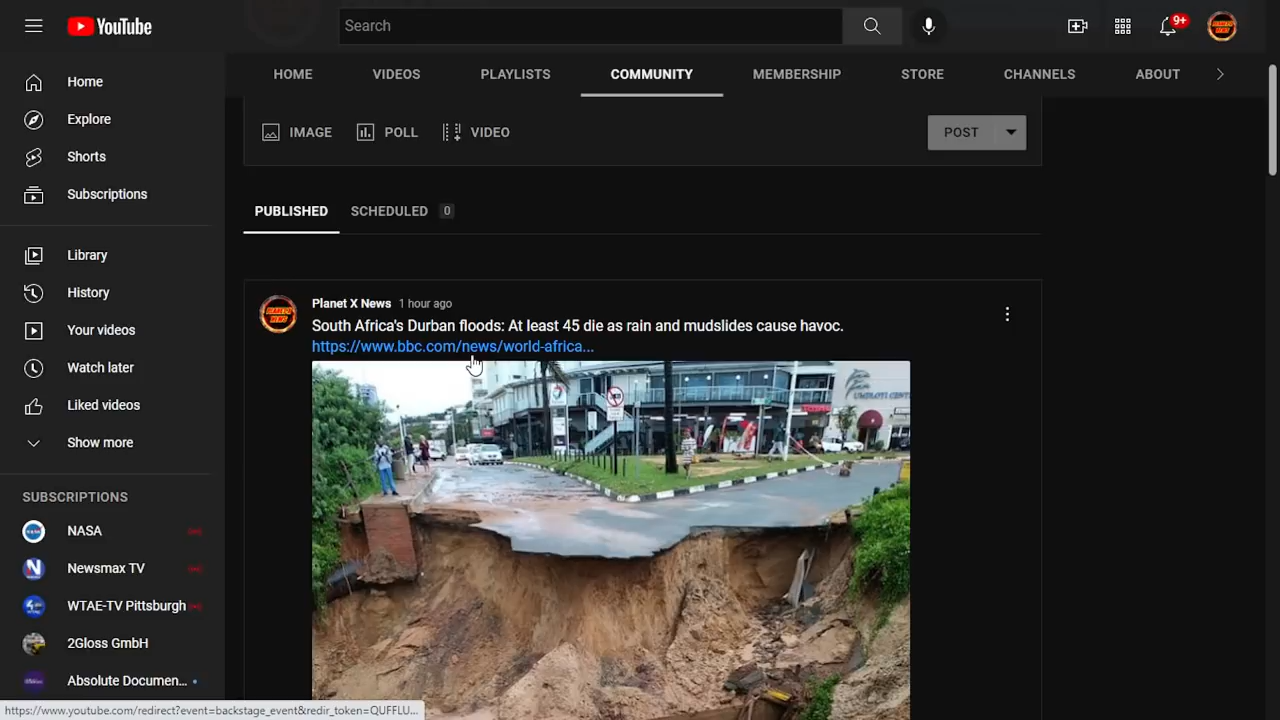 YouTube
Search
9+
Home
Explore
Shorts
Subscriptions
Library
History
Your videos
Watch later
Liked videos
Show more
SUBSCRIPTIONS
NASA
Newsmax TV
WTAE-TV Pittsburgh
2Gloss GmbH
Absolute Documen...
HOME
VIDEOS
PLAYLISTS
COMMUNITY
MEMBERSHIP
STORE
CHANNELS
ABOUT
IMAGE
POLL
VIDEO
POST
PUBLISHED
SCHEDULED 0
Planet X News 1 hour ago
South Africa's Durban floods: At least 45 die as rain and mudslides cause havoc.
https://www.bbc.com/news/world-africa...
https://www.youtube.com/redirect?event=backstage_event&redir_token=QUFFLU...